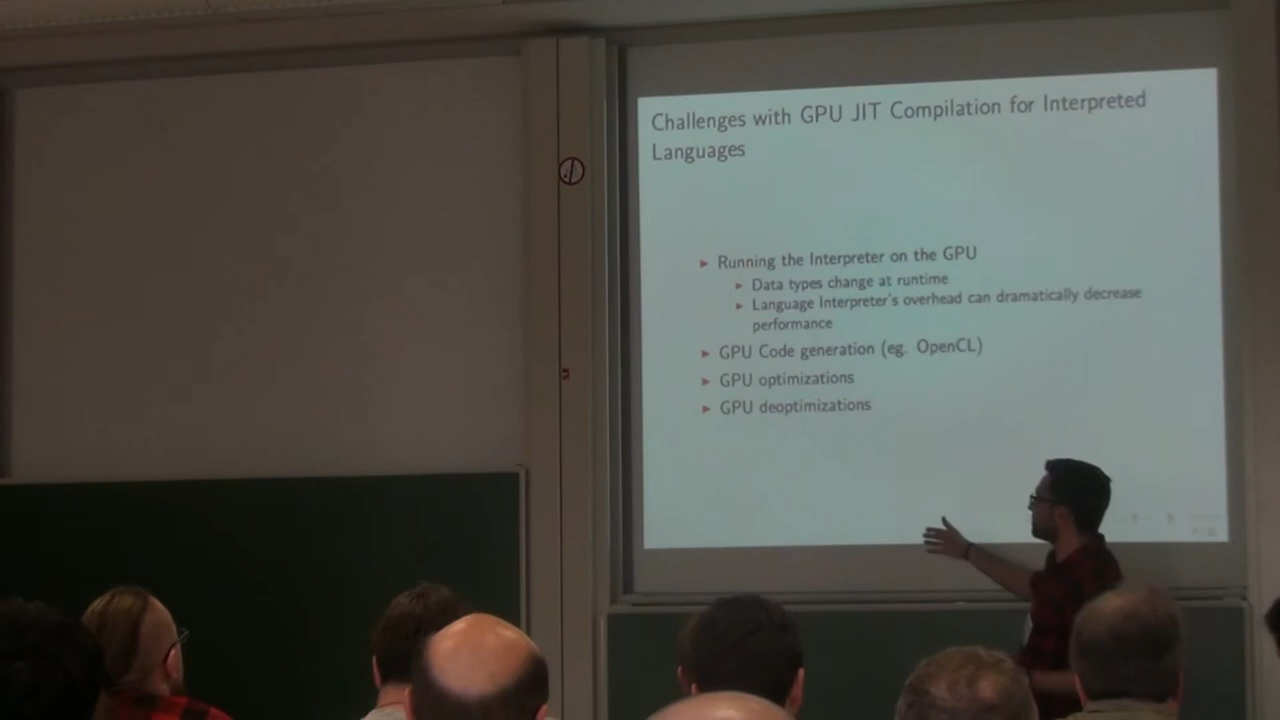 Challenges with GPU JIT Compilation for Interpreted
Languages
Running the Interpreter on the GPU
Data types change at runtime
Language Interpreter's overhead can dramatically decrease
performance
GPU Code generation (eg. OpenCL)
GPU optimizations
GPU deoptimizations